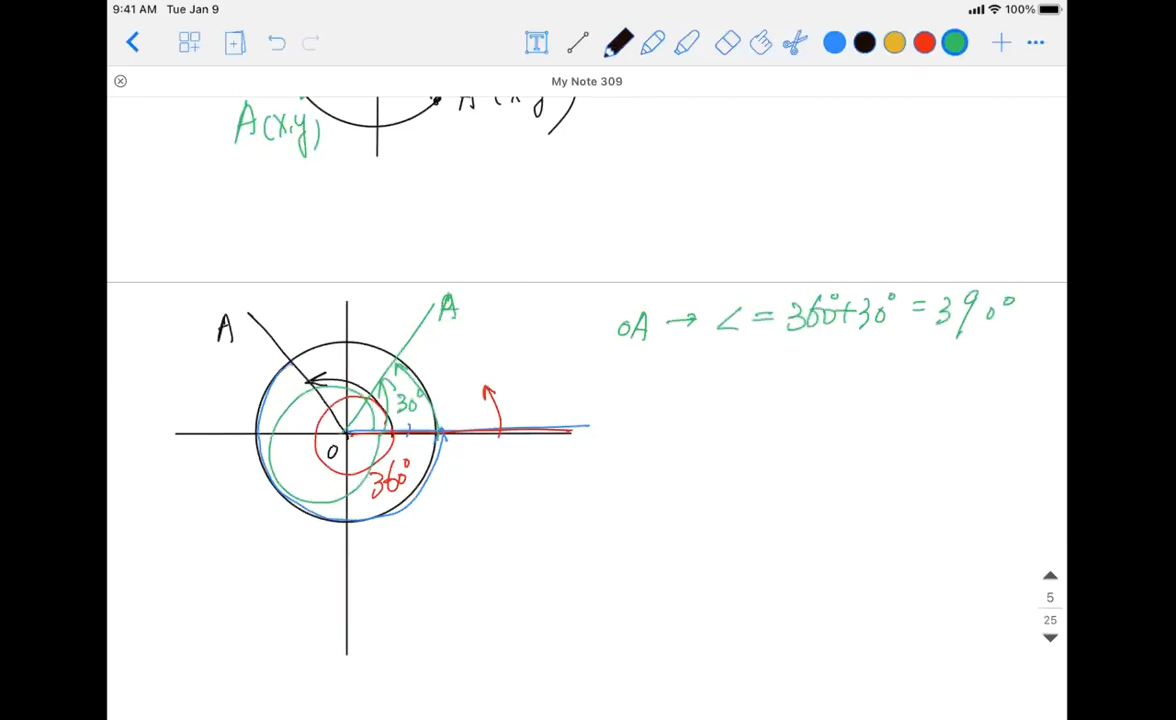 9:41 AM Tue Jan 9
100%
T
My Note 309
A(x,y)
A(x,y)
A
A
OA → ∠ = 360°+30° = 390°
30°
O
360°
5
25